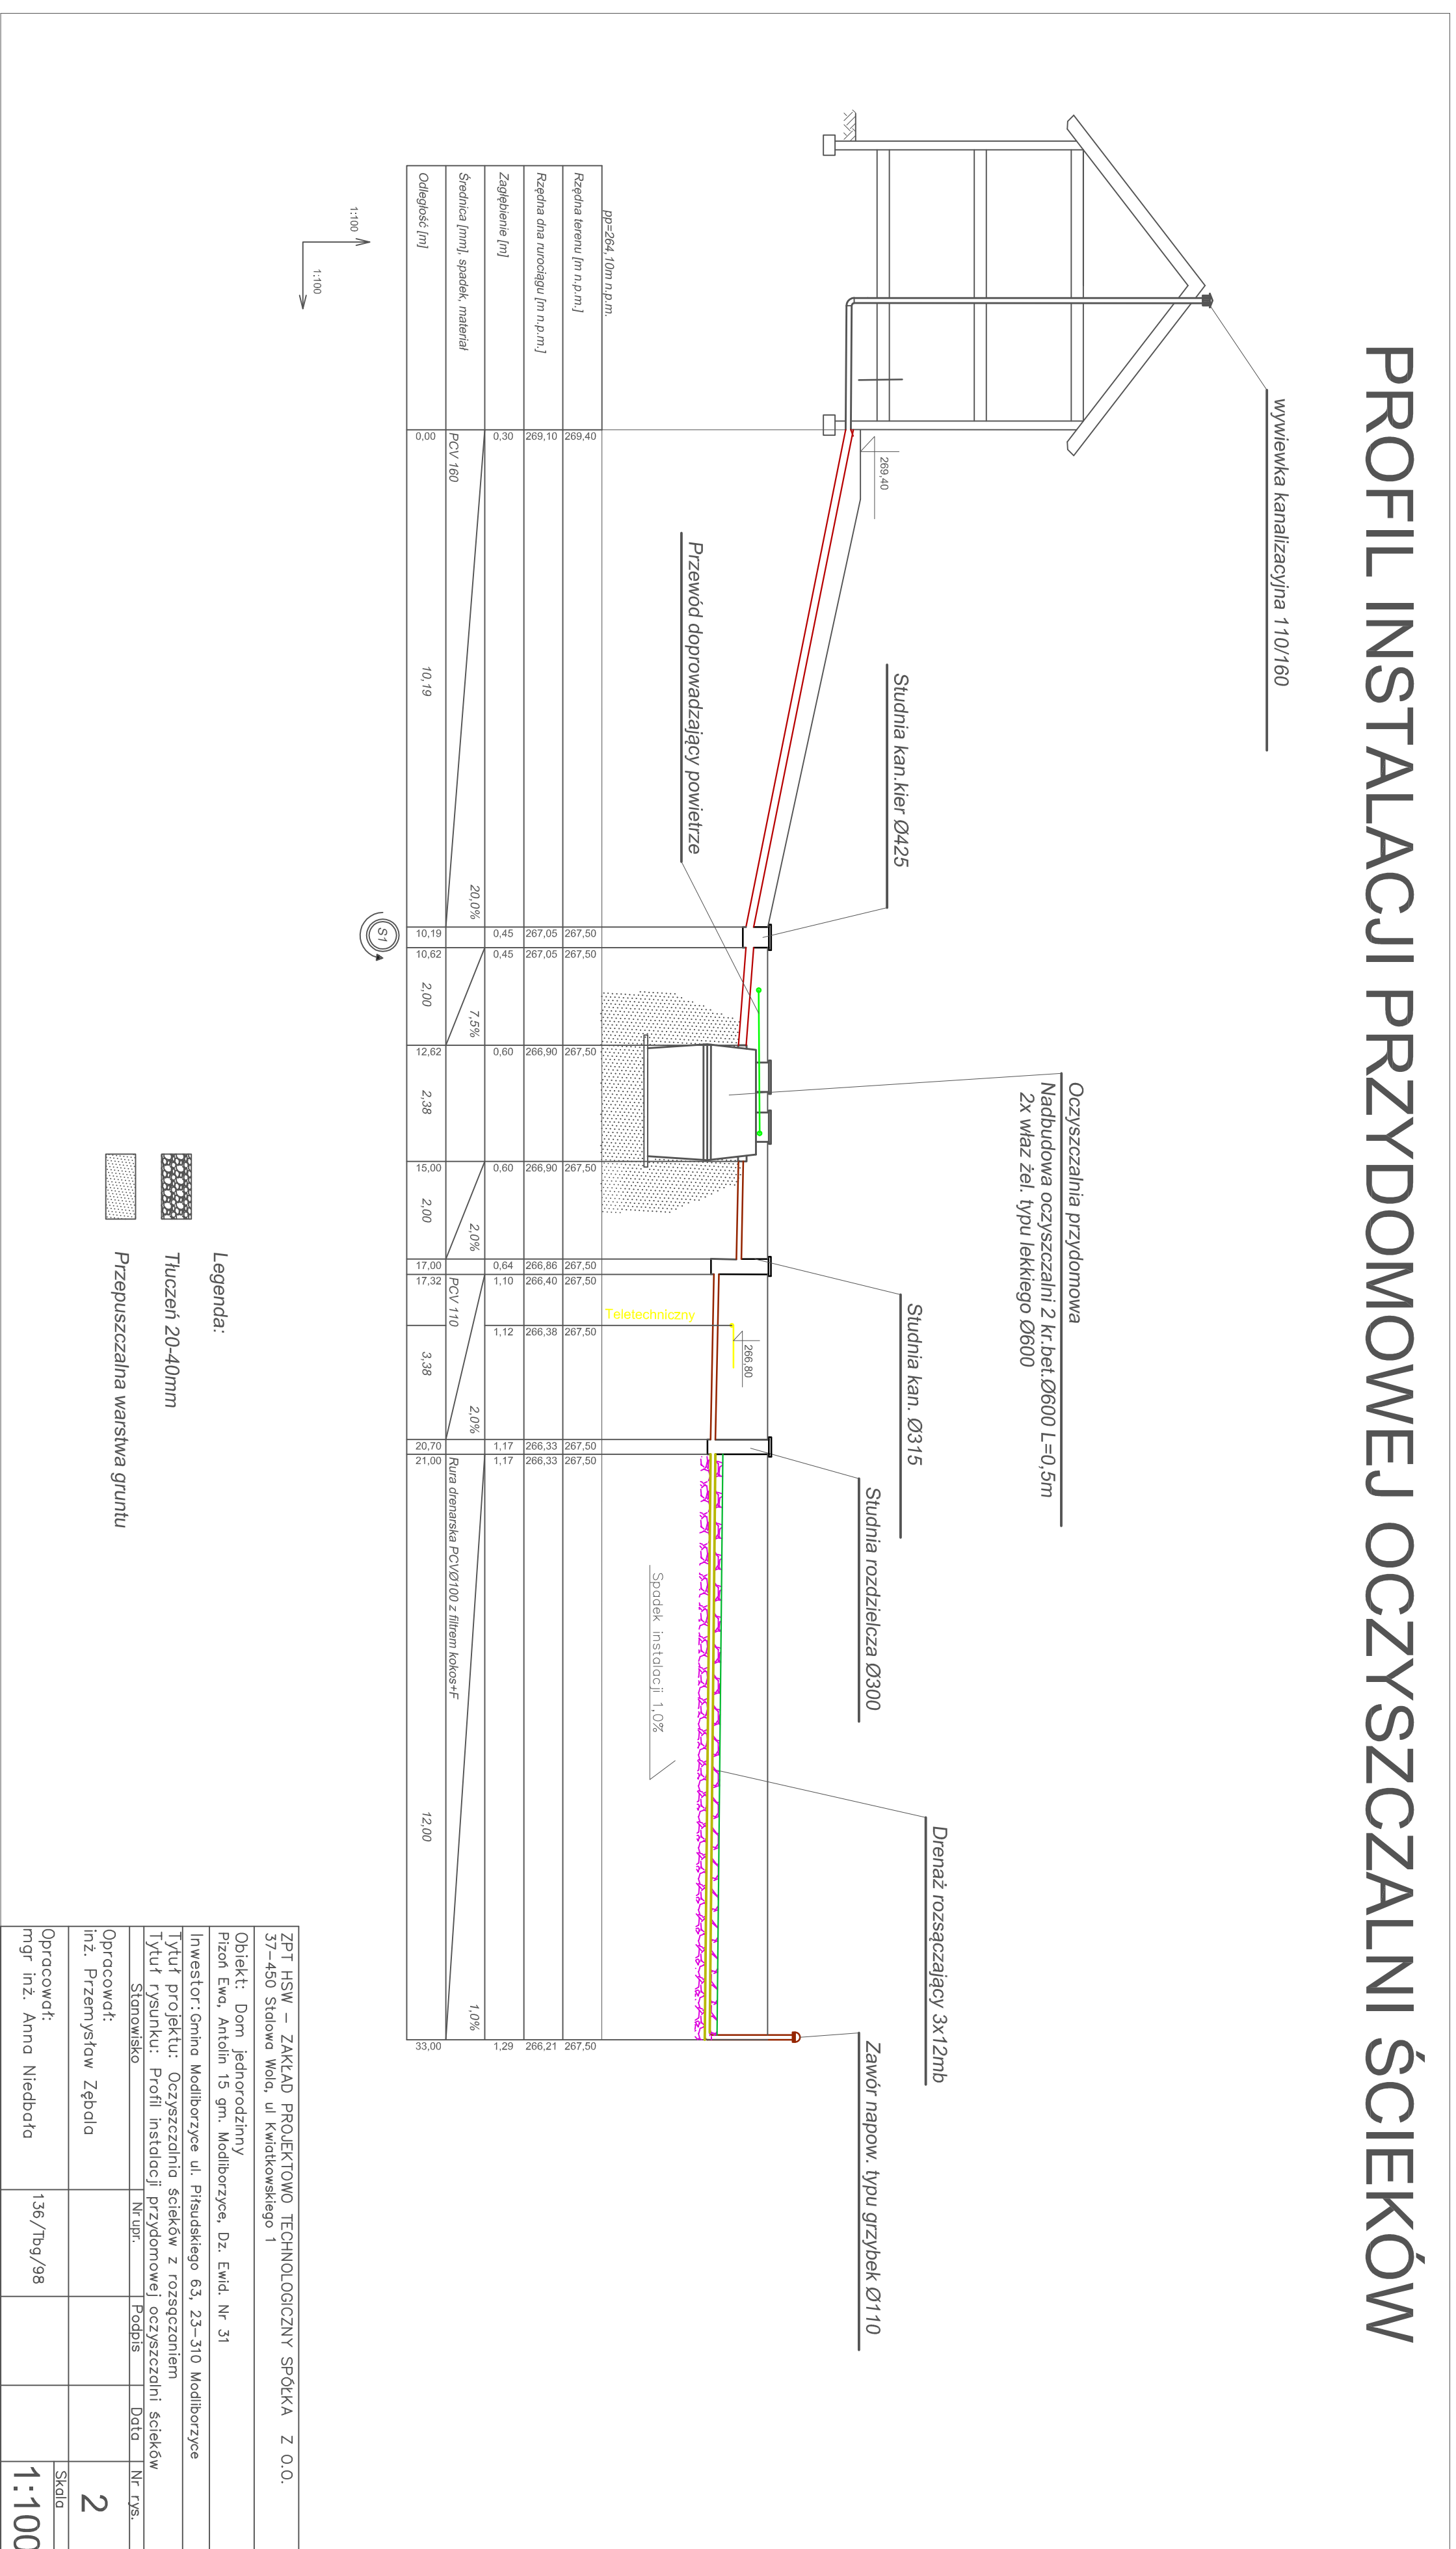 PROFIL INSTALACJI PRZYDOMOWEJ OCZYSZCZALNI ŚCIEKÓW
wywiewka kanalizacyjna 110/160
Oczyszczalnia przydomowa
Nadbudowa oczyszczalni 2 kr.bet.Ø600 L=0,5m
2x właz żel. typu lekkiego Ø600
Studnia kan.kier Ø425
Studnia kan. Ø315
Studnia rozdzielcza Ø300
Drenaż rozsączający 3x12mb
Zawór napow. typu grzybek Ø110
269,40
Przewód doprowadzający powietrze
266,80
Teletechniczny
Spadek instalacji 1,0%
pp=264,10m n.p.m.
Rzędna terenu [m n.p.m.] 269,40 267,50 267,50 267,50 267,50 267,50 267,50 267,50 267,50 267,50 267,50
Rzędna dna rurociągu [m n.p.m.] 269,10 267,05 267,05 266,90 266,90 266,86 266,40 266,38 266,33 266,33 266,21
Zagłębienie [m] 0,30 0,45 0,45 0,60 0,60 0,64 1,10 1,12 1,17 1,17 1,29
Średnica [mm], spadek, materiał PCV 160 20,0% 7,5% 2,0% PCV 110 2,0% Rura drenarska PCVØ100 z filtrem kokos+F 1,0%
Odległość [m] 0,00 10,19 10,19 10,62 2,00 12,62 2,38 15,00 2,00 17,00 17,32 3,38 20,70 21,00 12,00 33,00
S1
1:100
1:100
Legenda:
Tłuczeń 20-40mm
Przepuszczalna warstwa gruntu
ZPT HSW – ZAKŁAD PROJEKTOWO TECHNOLOGICZNY SPÓŁKA Z O.O.
37–450 Stalowa Wola, ul Kwiatkowskiego 1
Obiekt: Dom jednorodzinny
Pizoń Ewa, Antolin 15 gm. Modliborzyce, Dz. Ewid. Nr 31
Inwestor: Gmina Modliborzyce ul. Piłsudskiego 63, 23–310 Modliborzyce
Tytuł projektu: Oczyszczalnia ścieków z rozsączaniem
Tytuł rysunku: Profil instalacji przydomowej oczyszczalni ścieków
Stanowisko Nr upr. Podpis Data Nr rys.
Opracował:
inż. Przemysław Zębala
2
Skala
Opracował:
mgr inż. Anna Niedbała
136/Tbg/98
1:100